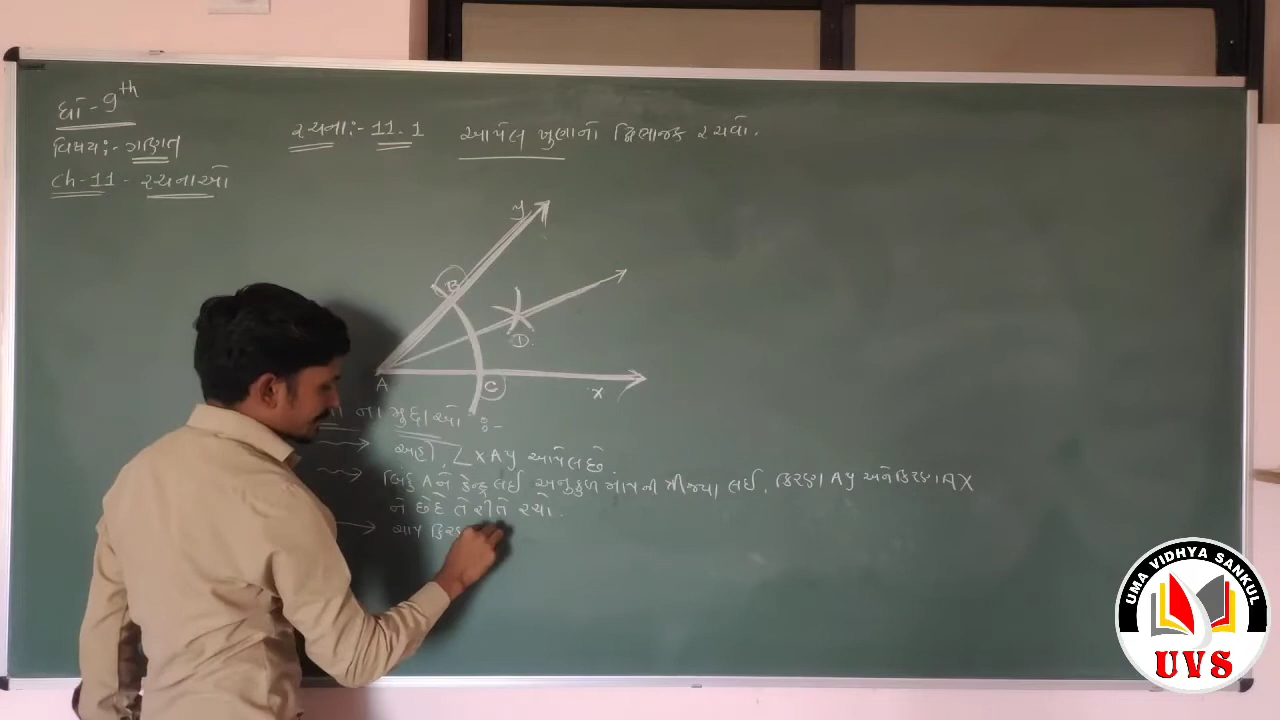 ધો - 9th
વિષય :- ગણિત
Ch-11 - રચનાઓ
રચના :- 11.1 આપેલ ખુણાનો દ્વિભાજક રચવો.
y
B
D
A
C
x
ના મુદ્દાઓ :-
અહીં, ∠XAY આપેલ છે.
બિંદુ A ને કેન્દ્ર લઈ અનુકુળ માપની ત્રીજ્યા લઈ, કિરણ AY અને કિરણ AX
ને છેદે તે રીતે રચો.
ચાપ કિરણ
UMA VIDHYA SANKUL
UVS